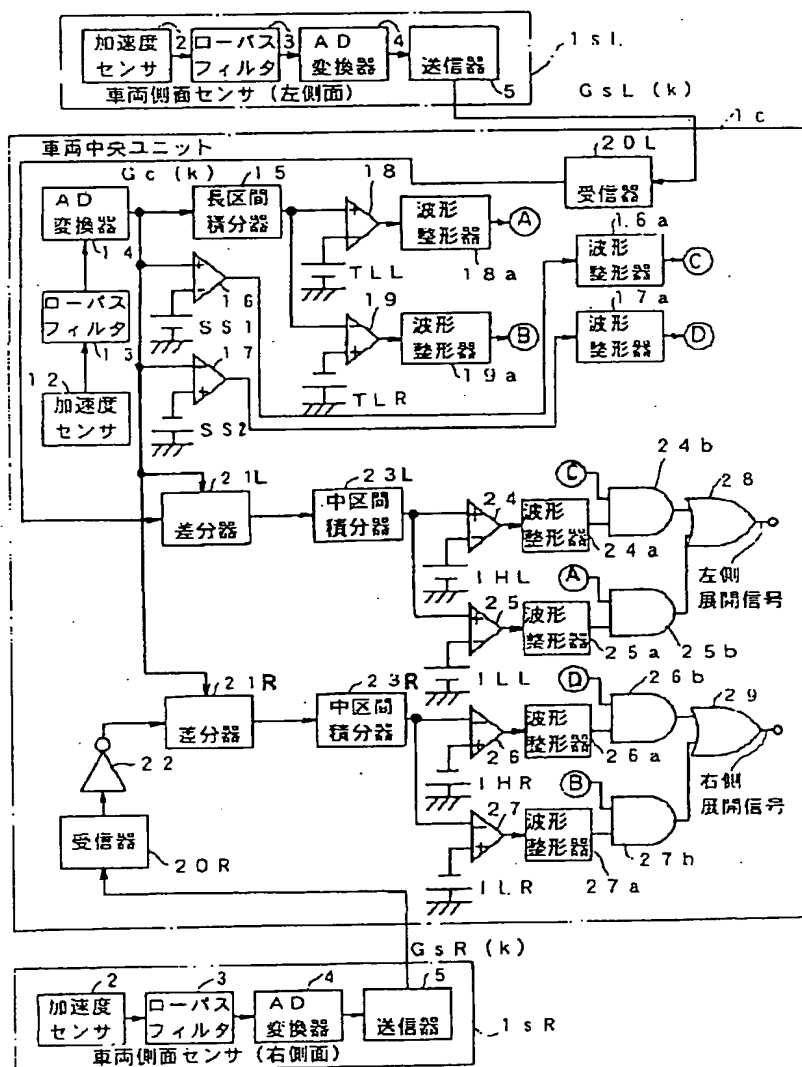 加速度
センサ
2
ローパス
フィルタ
3
AD
変換器
4
送信器
5
車両側面センサ(左側面)
1sL
GsL(k)
1c
車両中央ユニット
Gc(k)
15
長区間
積分器
AD
変換器
14
ローパス
フィルタ
13
12
加速度
センサ
16
SS1
17
SS2
18
TLL
波形
整形器
18a
A
19
TLR
波形
整形器
19a
B
20L
受信器
16a
波形
整形器
C
17a
波形
整形器
D
21L
差分器
23L
中区間
積分器
24
IHL
波形
整形器
24a
C
24b
28
左側
展開信号
25
ILL
波形
整形器
25a
A
25b
21R
差分器
23R
中区間
積分器
26
IHR
波形
整形器
26a
D
26b
29
右側
展開信号
27
ILR
波形
整形器
27a
B
27b
22
受信器
20R
GsR(k)
加速度
センサ
2
ローパス
フィルタ
3
AD
変換器
4
送信器
5
車両側面センサ(右側面)
1sR